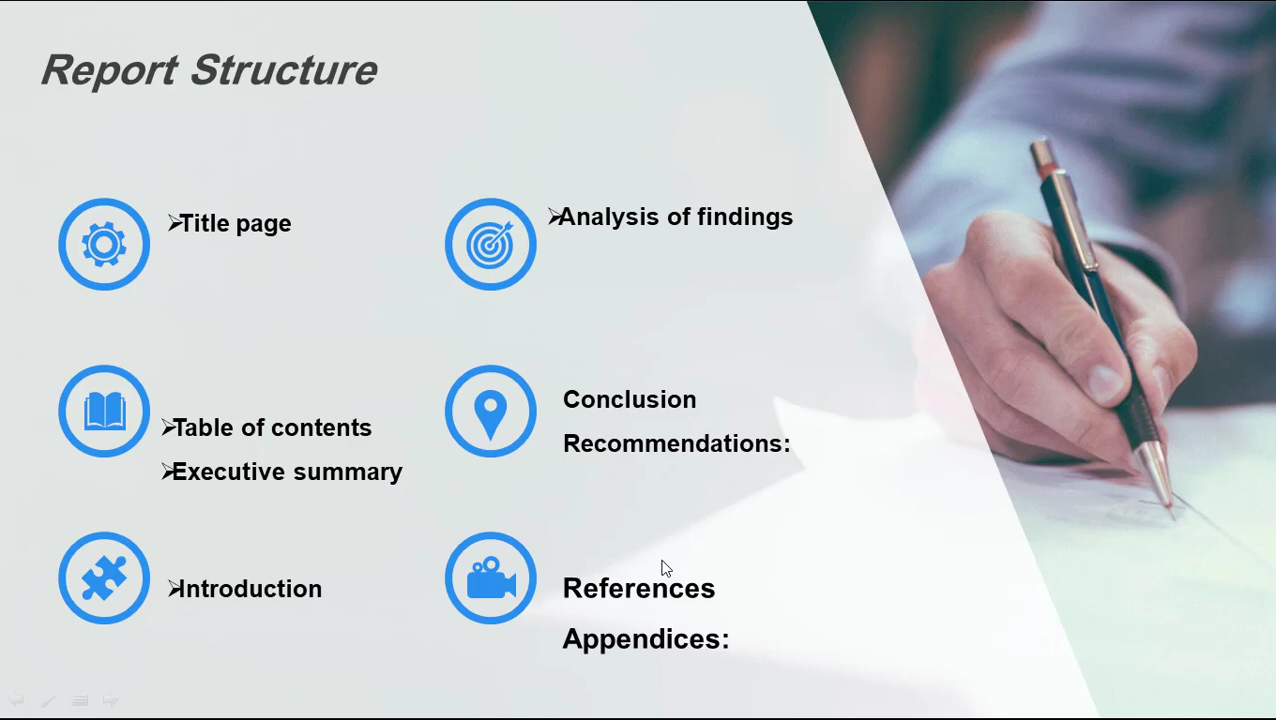 Report Structure
➢Title page
➢Table of contents
➢Executive summary
➢Introduction
➢Analysis of findings
Conclusion
Recommendations:
References
Appendices: